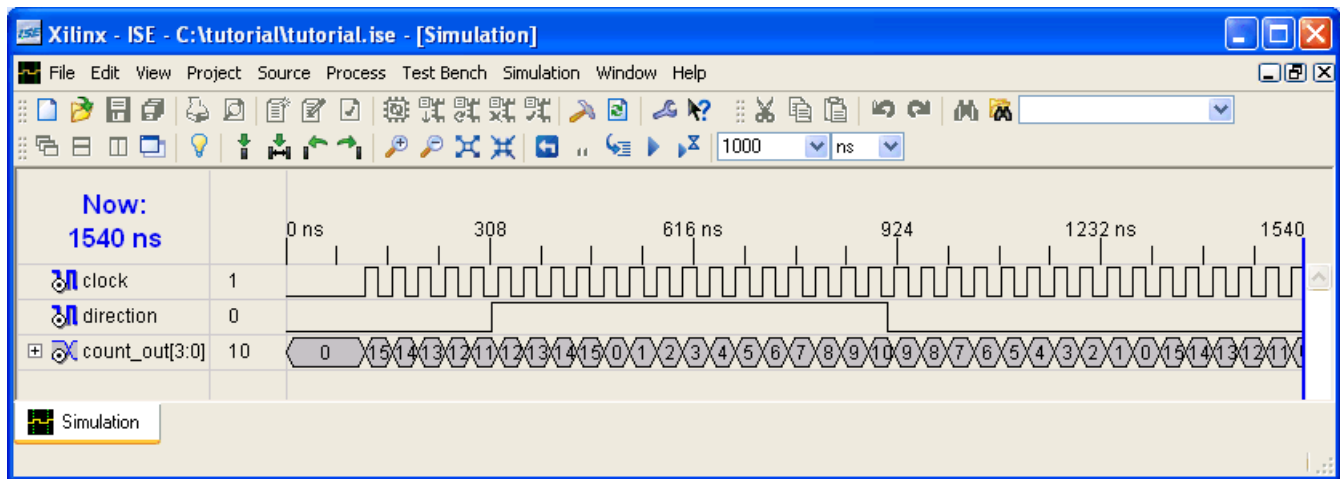 Xilinx - ISE - C:\tutorial\tutorial.ise - [Simulation]
File Edit View Project Source Process Test Bench Simulation Window Help
1000 ns
Now:
1540 ns
0 ns 308 616 ns 924 1232 ns 1540
clock 1
direction 0
count_out[3:0] 10 0 15 14 13 12 11 12 13 14 15 0 1 2 3 4 5 6 7 8 9 10 9 8 7 6 5 4 3 2 1 0 15 14 13 12 11
Simulation